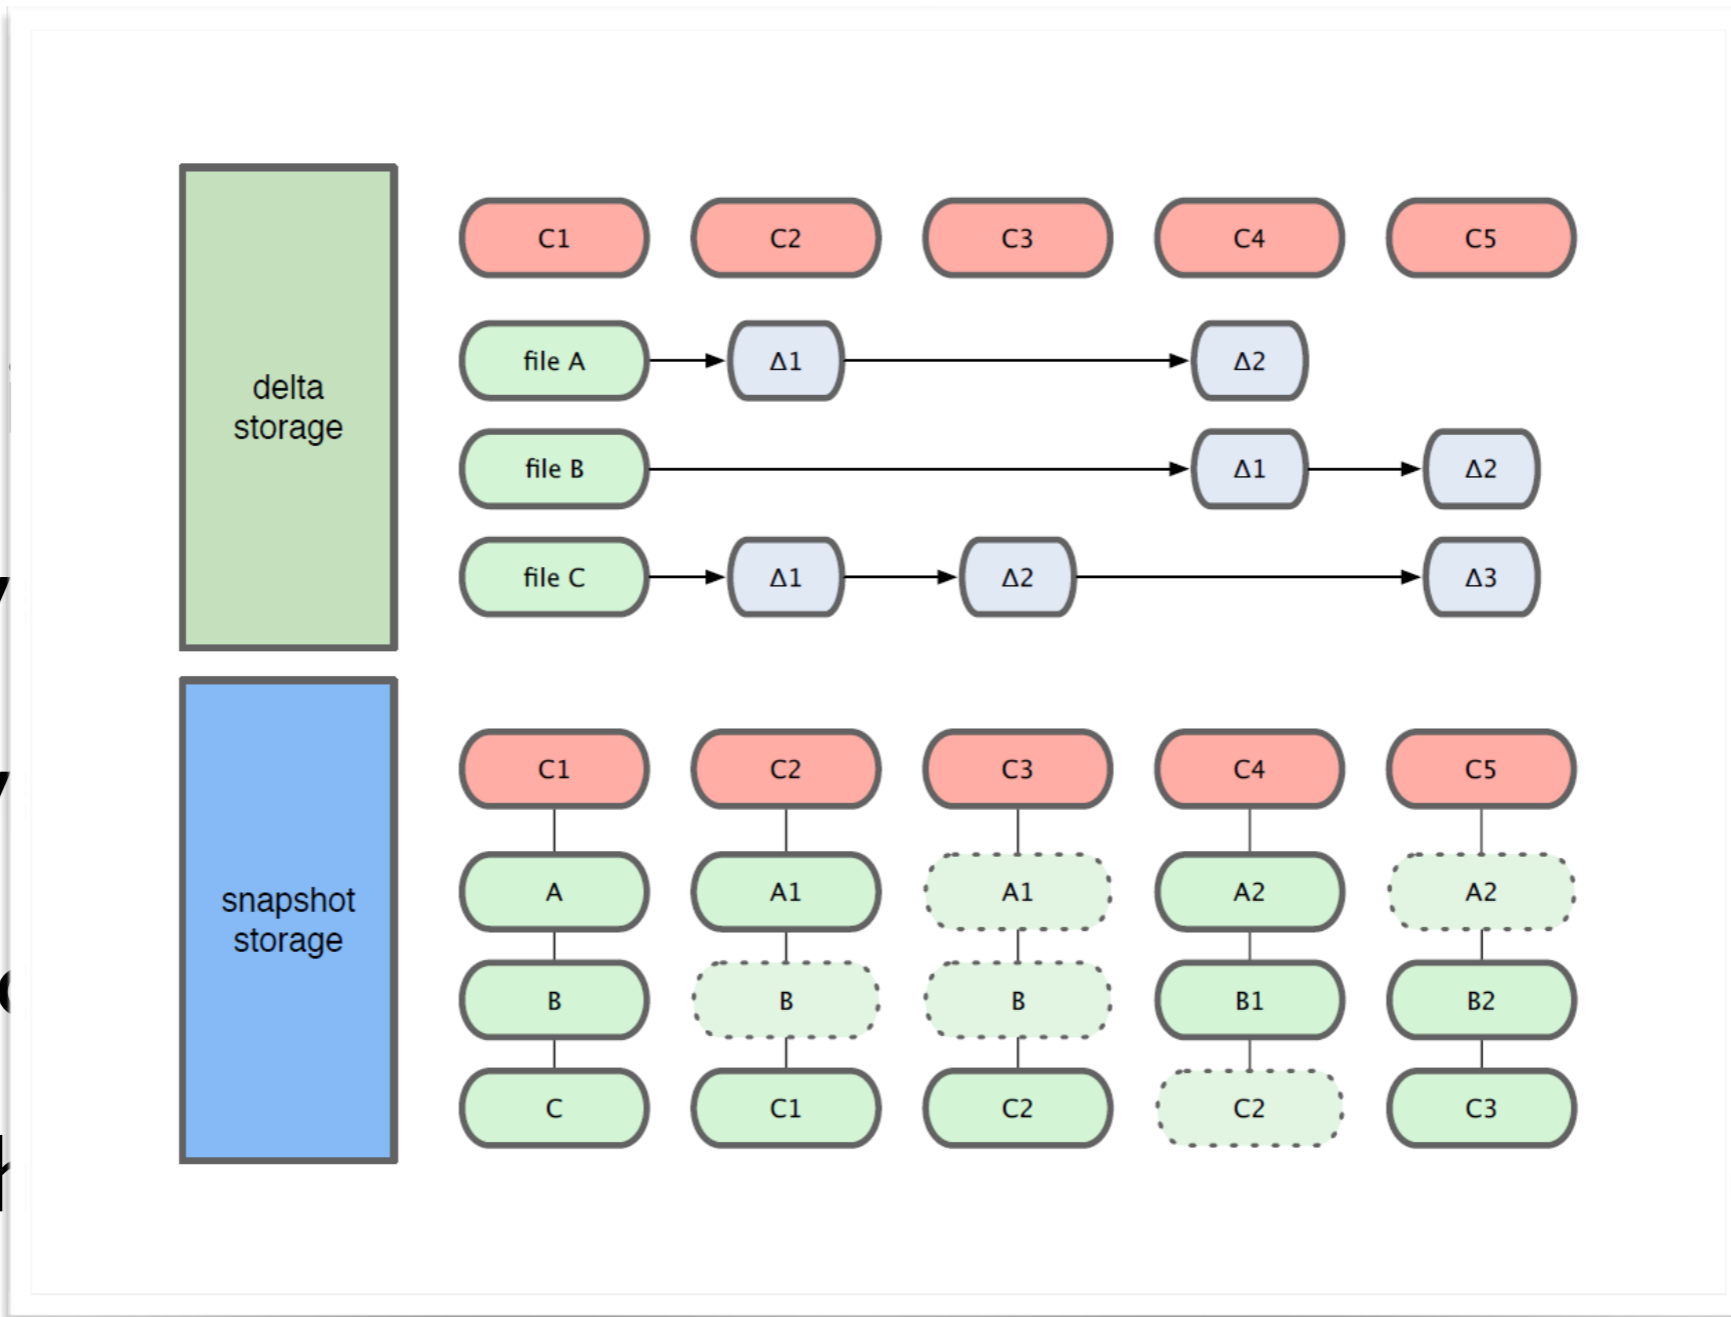 delta
storage
C1 C2 C3 C4 C5
file A Δ1 Δ2
file B Δ1 Δ2
file C Δ1 Δ2 Δ3
snapshot
storage
C1 C2 C3 C4 C5
A A1 A1 A2 A2
B B B B1 B2
C C1 C2 C2 C3